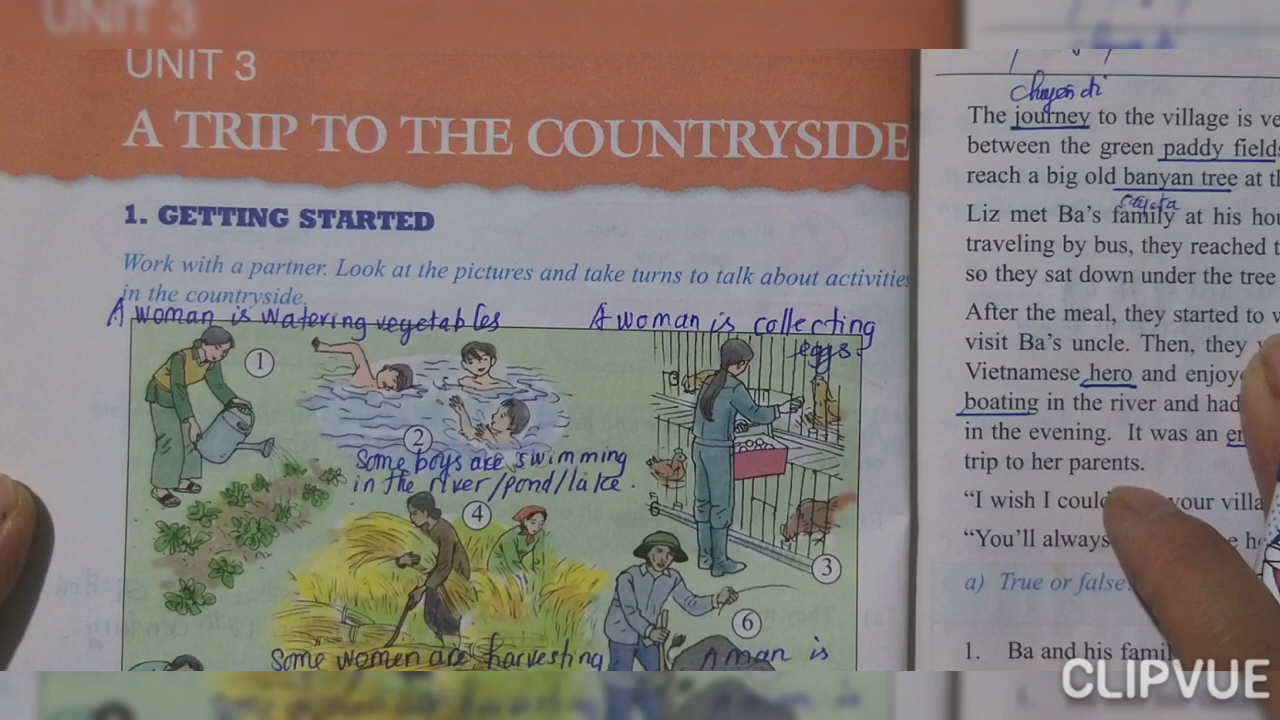 UNIT 3
UNIT 3
A TRIP TO THE COUNTRYSIDE
1. GETTING STARTED
Work with a partner. Look at the pictures and take turns to talk about activities
in the countryside.
A woman is watering vegetables
A woman is collecting
eggs.
1
2
Some boys are swimming
in the river/pond/lake.
3
4
6
Some women are harvesting
A man is
chuyến đi
The journey to the village is
between the green paddy fields
reach a big old banyan tree at
cây đa
Liz met Ba's family at his
traveling by bus, they reached
so they sat down under the tree
After the meal, they started to
visit Ba's uncle. Then, they
Vietnamese hero and
boating in the river and had
in the evening. It was an
trip to her parents.
"I wish I could your
"You'll always
a) True or false?
1. Ba and his
CLIPVUE